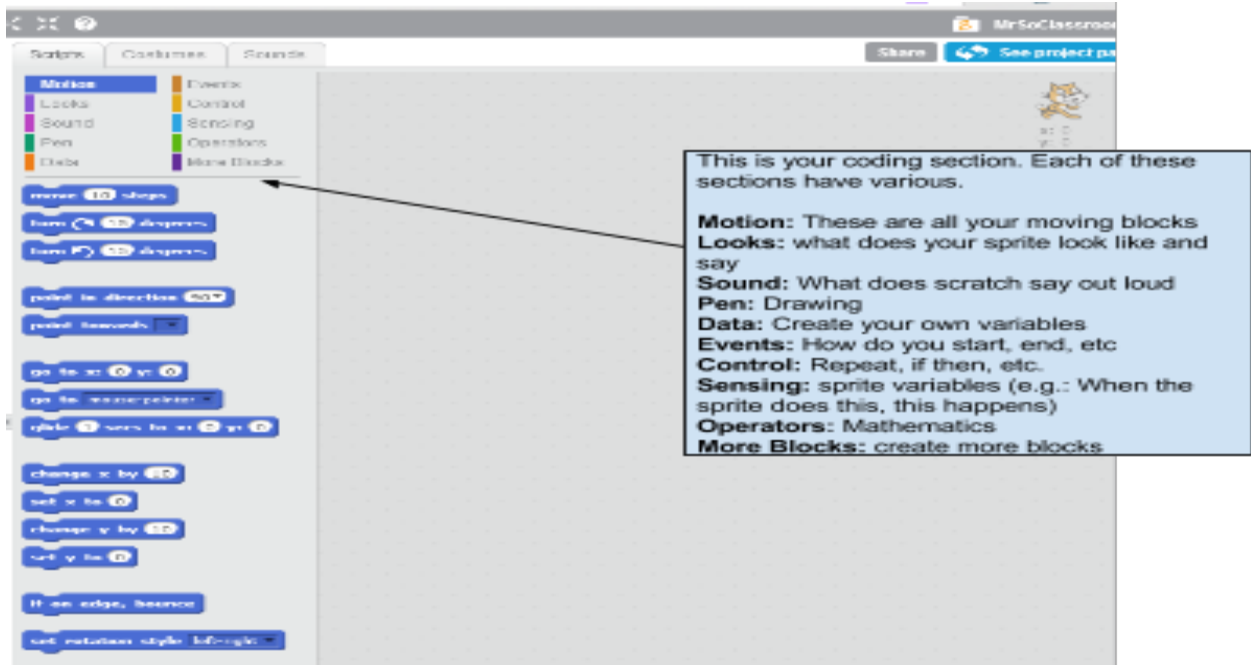 MrSoClassroo
Scripts Costumes Sounds
Share See project pa
Motion Events
Looks Control
Sound Sensing
Pen Operators
Data More Blocks
x: 0
y: 0
This is your coding section. Each of these
sections have various.
Motion: These are all your moving blocks
Looks: what does your sprite look like and
say
Sound: What does scratch say out loud
Pen: Drawing
Data: Create your own variables
Events: How do you start, end, etc
Control: Repeat, if then, etc.
Sensing: sprite variables (e.g.: When the
sprite does this, this happens)
Operators: Mathematics
More Blocks: create more blocks
move 10 steps
turn 15 degrees
turn 15 degrees
point in direction 90
point towards
go to x: 0 y: 0
go to mouse-pointer
glide 1 secs to x: 0 y: 0
change x by 10
set x to 0
change y by 10
set y to 0
if on edge, bounce
set rotation style left-right